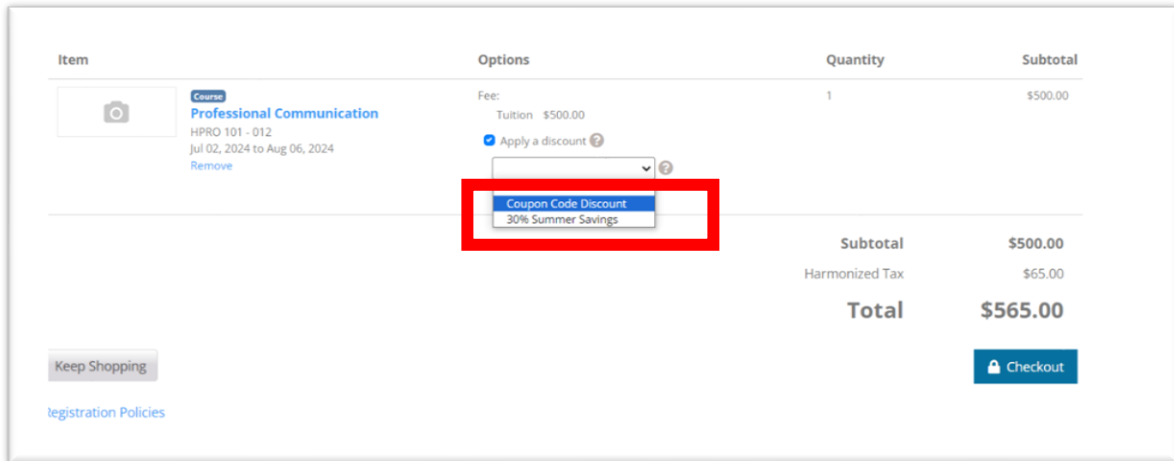 Item Options Quantity Subtotal
Course Fee: 1 $500.00
Professional Communication Tuition $500.00
HPRO 101 - 012 Apply a discount ?
Jul 02, 2024 to Aug 06, 2024
Remove ?
Coupon Code Discount
30% Summer Savings
Subtotal $500.00
Harmonized Tax $65.00
Total $565.00
Keep Shopping Checkout
Registration Policies